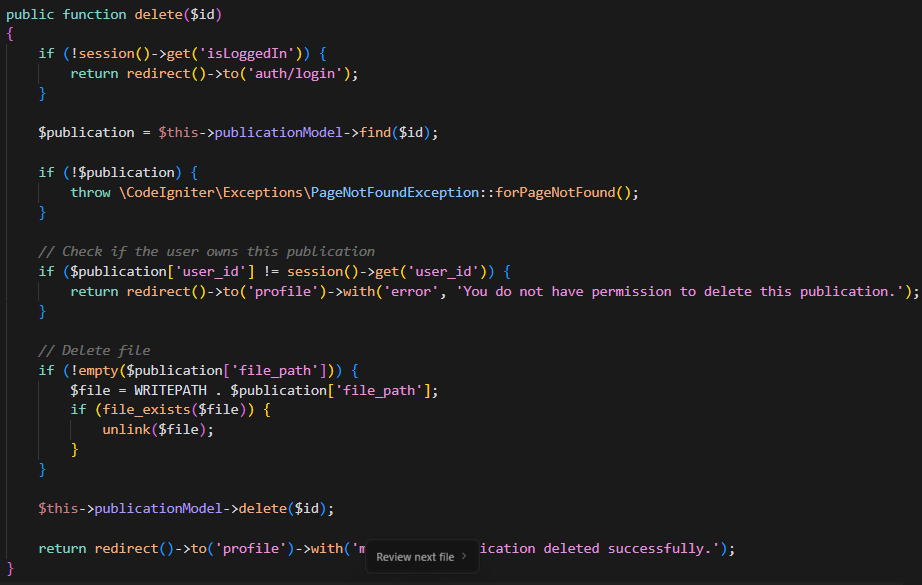 public function delete($id)
{
    if (!session()->get('isLoggedIn')) {
        return redirect()->to('auth/login');
    }
    $publication = $this->publicationModel->find($id);
    if (!$publication) {
        throw \CodeIgniter\Exceptions\PageNotFoundException::forPageNotFound();
    }
    // Check if the user owns this publication
    if ($publication['user_id'] != session()->get('user_id')) {
        return redirect()->to('profile')->with('error', 'You do not have permission to delete this publication.');
    }
    // Delete file
    if (!empty($publication['file_path'])) {
        $file = WRITEPATH . $publication['file_path'];
        if (file_exists($file)) {
            unlink($file);
        }
    }
    $this->publicationModel->delete($id);
    return redirect()->to('profile')->with('m ication deleted successfully.');
Review next file >
}